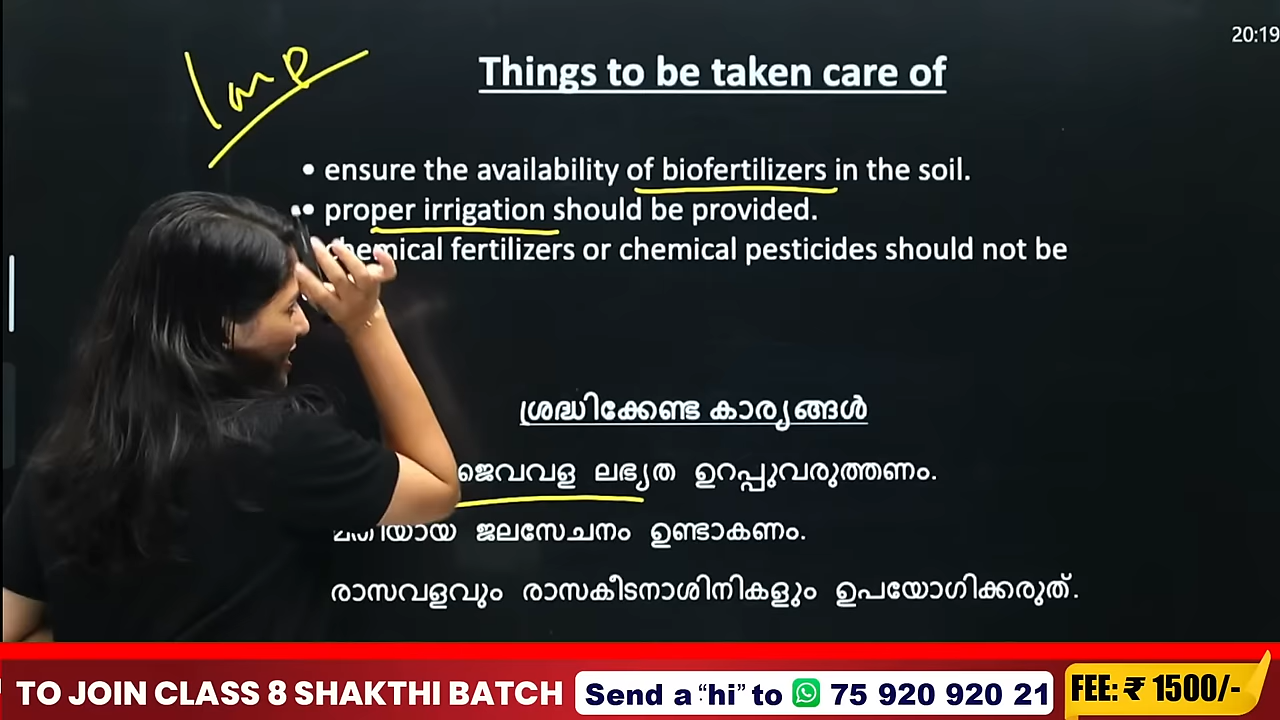 20:19
Imp
Things to be taken care of
• ensure the availability of biofertilizers in the soil.
• proper irrigation should be provided.
chemical fertilizers or chemical pesticides should not be
ശ്രദ്ധിക്കേണ്ട കാര്യങ്ങൾ
ജൈവവള ലഭ്യത ഉറപ്പുവരുത്തണം.
ജലസേചനം ഉണ്ടാകണം.
രാസവളവും രാസകീടനാശിനികളും ഉപയോഗിക്കരുത്.
TO JOIN CLASS 8 SHAKTHI BATCH Send a “hi” to 75 920 920 21 FEE: ₹ 1500/-